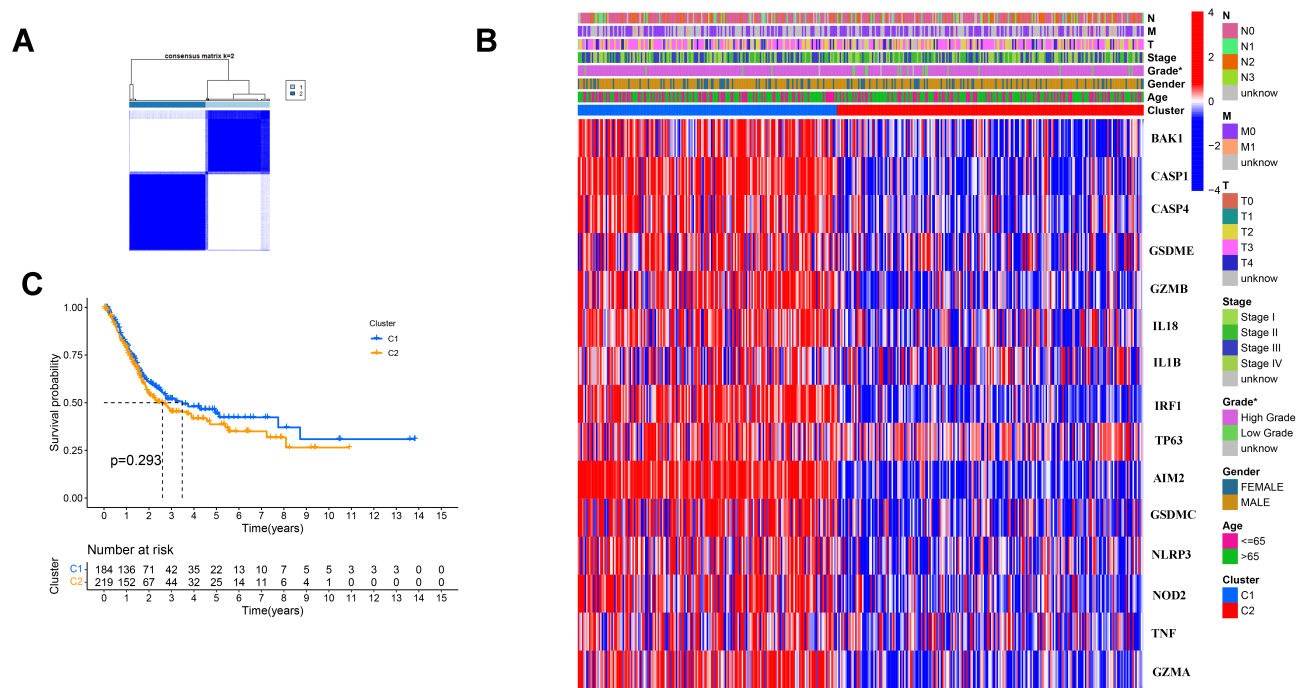 A
consensus matrix k=2
1
2
B
N
M
T
Stage
Grade*
Gender
Age
Cluster
BAK1
CASP1
CASP4
GSDME
GZMB
IL18
IL1B
IRF1
TP63
AIM2
GSDMC
NLRP3
NOD2
TNF
GZMA
4
2
0
−2
−4
N
N0
N1
N2
N3
unknow
M
M0
M1
unknow
T
T0
T1
T2
T3
T4
unknow
Stage
Stage I
Stage II
Stage III
Stage IV
unknow
Grade*
High Grade
Low Grade
unknow
Gender
FEMALE
MALE
Age
<=65
>65
Cluster
C1
C2
C
Cluster
C1
C2
Survival probability
1.00
0.75
0.50
0.25
0.00
p=0.293
0 1 2 3 4 5 6 7 8 9 10 11 12 13 14 15
Time(years)
Number at risk
Cluster
C1 184 136 71 42 35 22 13 10 7 5 5 3 3 3 0 0
C2 219 152 67 44 32 25 14 11 6 4 1 0 0 0 0 0
0 1 2 3 4 5 6 7 8 9 10 11 12 13 14 15
Time(years)